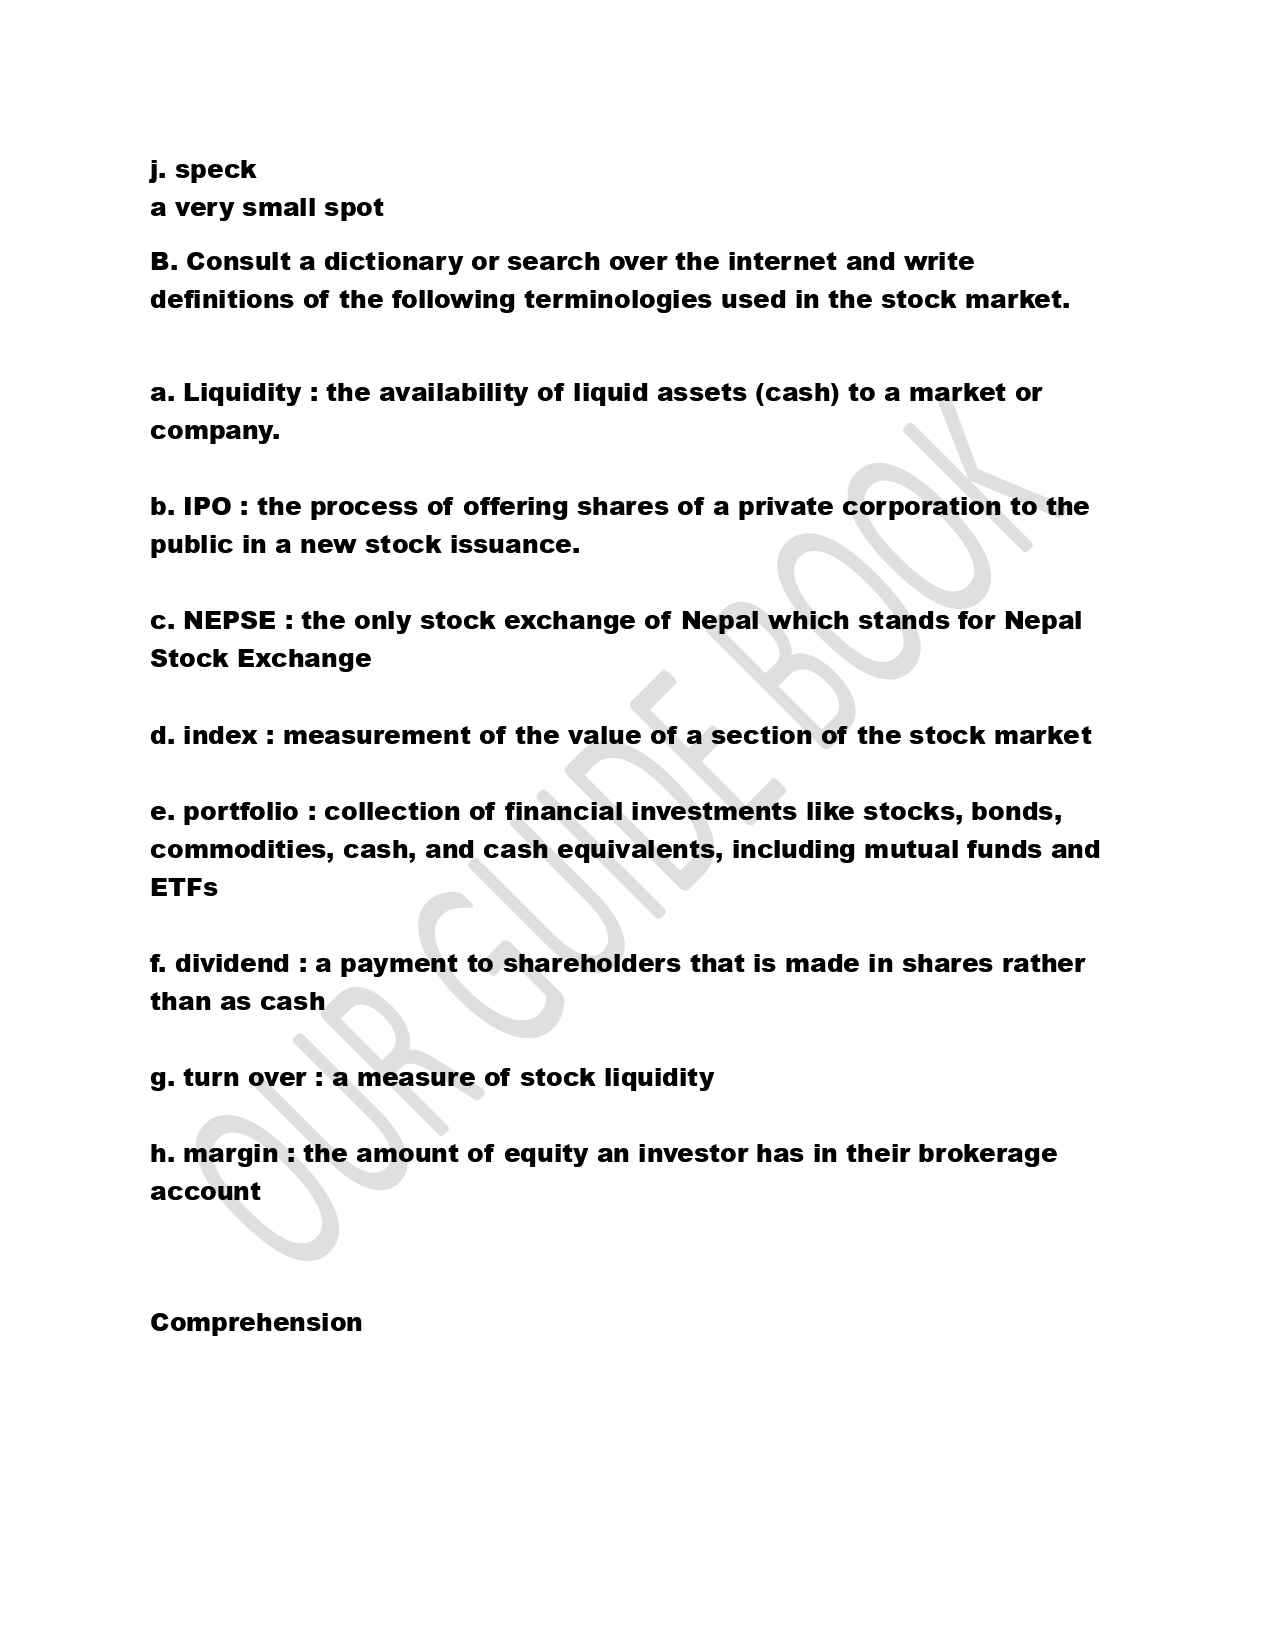 j. speck
a very small spot
B. Consult a dictionary or search over the internet and write
definitions of the following terminologies used in the stock market.
a. Liquidity : the availability of liquid assets (cash) to a market or
company.
b. IPO : the process of offering shares of a private corporation to the
public in a new stock issuance.
c. NEPSE : the only stock exchange of Nepal which stands for Nepal
Stock Exchange
d. index : measurement of the value of a section of the stock market
e. portfolio : collection of financial investments like stocks, bonds,
commodities, cash, and cash equivalents, including mutual funds and
ETFs
f. dividend : a payment to shareholders that is made in shares rather
than as cash
g. turn over : a measure of stock liquidity
h. margin : the amount of equity an investor has in their brokerage
account
Comprehension
OUR GUIDE BOOK